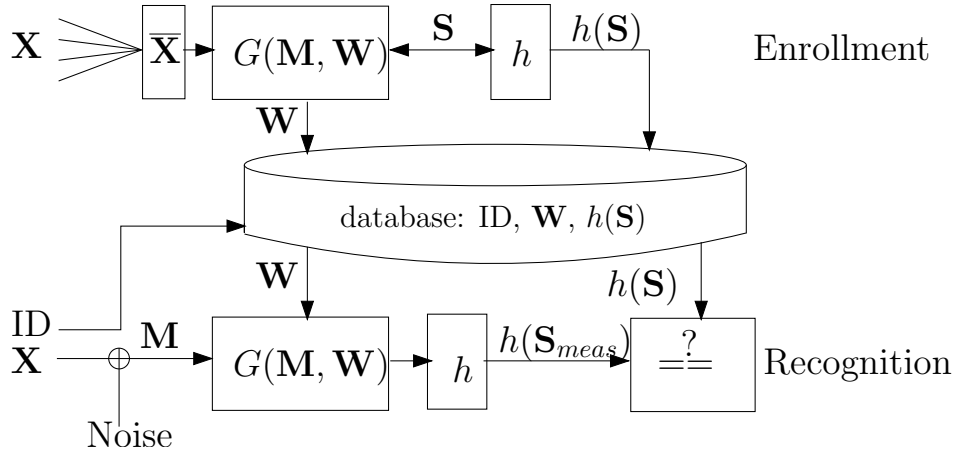 X
X̅
G(M, W)
S
h
h(S)
Enrollment
W
database: ID, W, h(S)
W
h(S)
ID
X
M
G(M, W)
h
h(S_meas)
?
==
Recognition
Noise